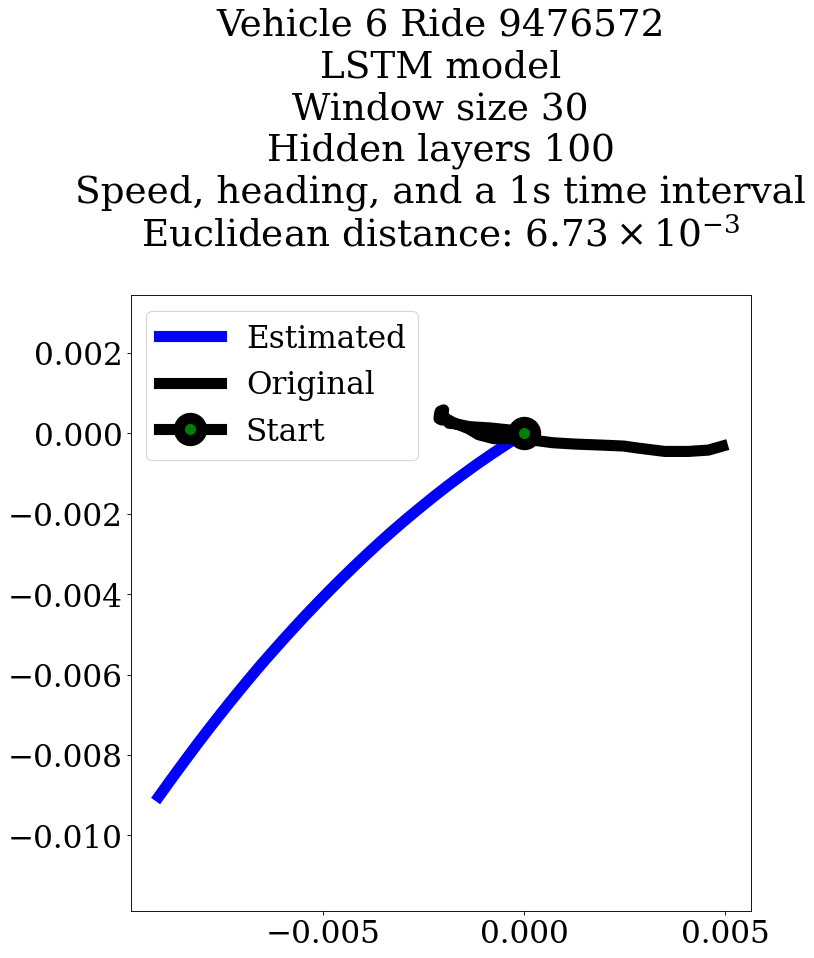 Vehicle 6 Ride 9476572
LSTM model
Window size 30
Hidden layers 100
Speed, heading, and a 1s time interval
Euclidean distance: 6.73 × 10⁻³
Estimated
Original
Start
0.002
0.000
−0.002
−0.004
−0.006
−0.008
−0.010
−0.005 0.000 0.005